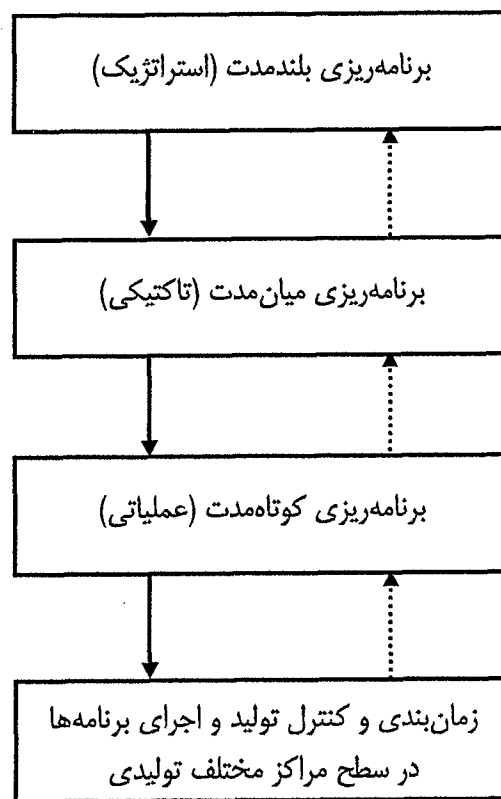 برنامه‌ریزی بلندمدت (استراتژیک)
برنامه‌ریزی میان‌مدت (تاکتیکی)
برنامه‌ریزی کوتاه‌مدت (عملیاتی)
زمان‌بندی و کنترل تولید و اجرای برنامه‌ها
در سطح مراکز مختلف تولیدی